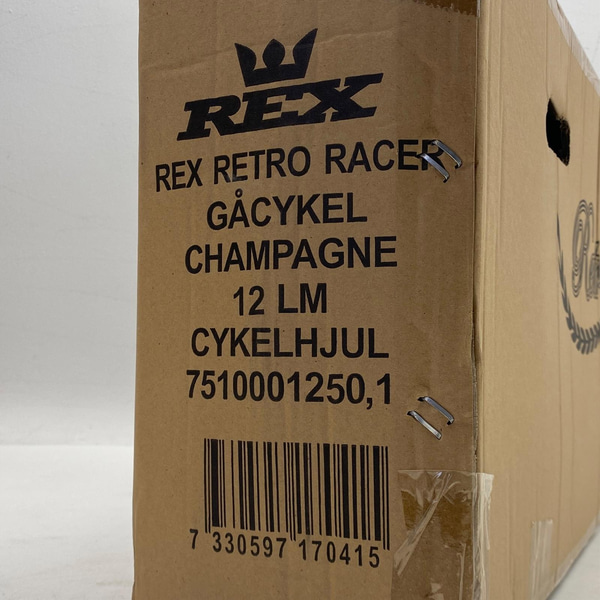 REX
REX RETRO RACER
GÅCYKEL
CHAMPAGNE
12 LM
CYKELHJUL
7510001250,1
7 330597 170415